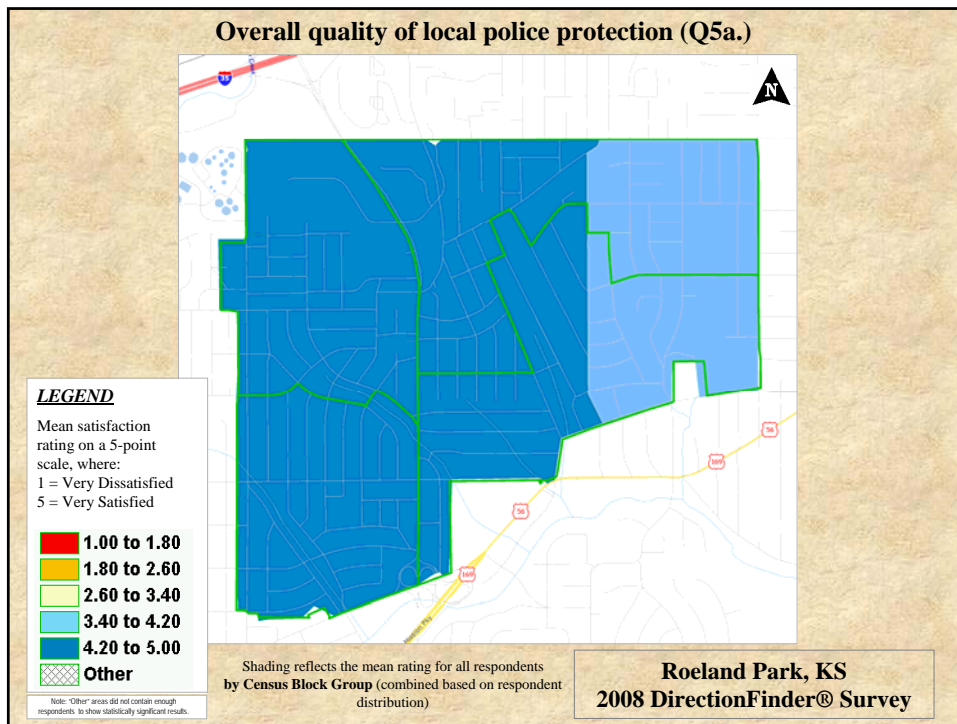 Overall quality of local police protection (Q5a.)
35
Creek
N
LEGEND
Mean satisfaction
rating on a 5-point
scale, where:
1 = Very Dissatisfied
5 = Very Satisfied
1.00 to 1.80
1.80 to 2.60
2.60 to 3.40
3.40 to 4.20
4.20 to 5.00
Other
Note: "Other" areas did not contain enough
respondents to show statistically significant results.
56
169
56
169
Shading reflects the mean rating for all respondents
by Census Block Group (combined based on respondent
distribution)
Roeland Park, KS
2008 DirectionFinder® Survey